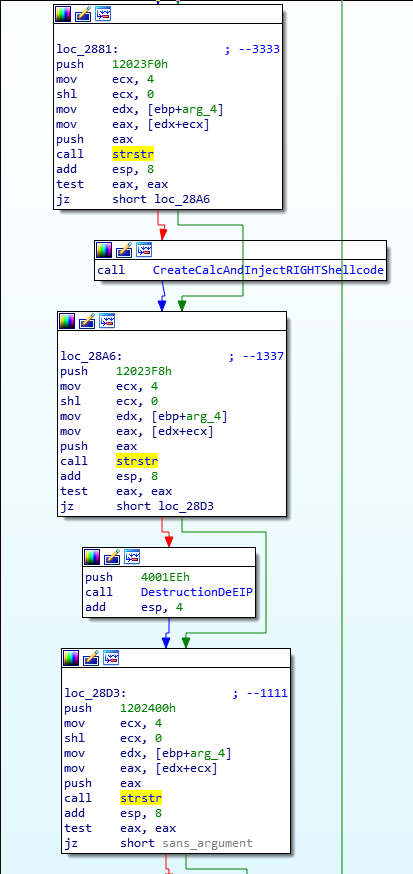 loc_2881: ; --3333
push 12023F0h
mov ecx, 4
shl ecx, 0
mov edx, [ebp+arg_4]
mov eax, [edx+ecx]
push eax
call strstr
add esp, 8
test eax, eax
jz short loc_28A6
call CreateCalcAndInjectRIGHTShellcode
loc_28A6: ; --1337
push 12023F8h
mov ecx, 4
shl ecx, 0
mov edx, [ebp+arg_4]
mov eax, [edx+ecx]
push eax
call strstr
add esp, 8
test eax, eax
jz short loc_28D3
push 4001EEh
call DestructionDeEIP
add esp, 4
loc_28D3: ; --1111
push 1202400h
mov ecx, 4
shl ecx, 0
mov edx, [ebp+arg_4]
mov eax, [edx+ecx]
push eax
call strstr
add esp, 8
test eax, eax
jz short sans_argument